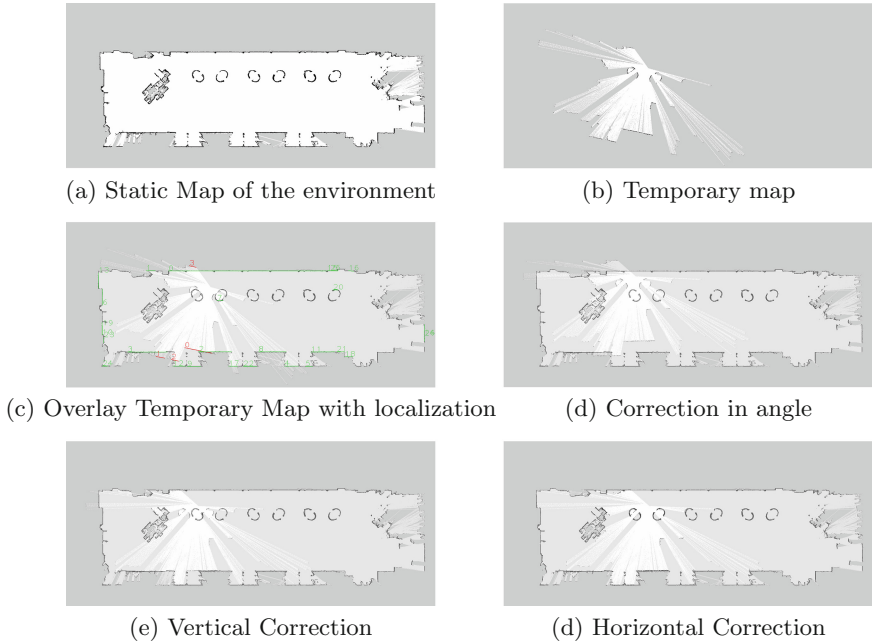 (a) Static Map of the environment
(b) Temporary map
(c) Overlay Temporary Map with localization
(d) Correction in angle
(e) Vertical Correction
(d) Horizontal Correction